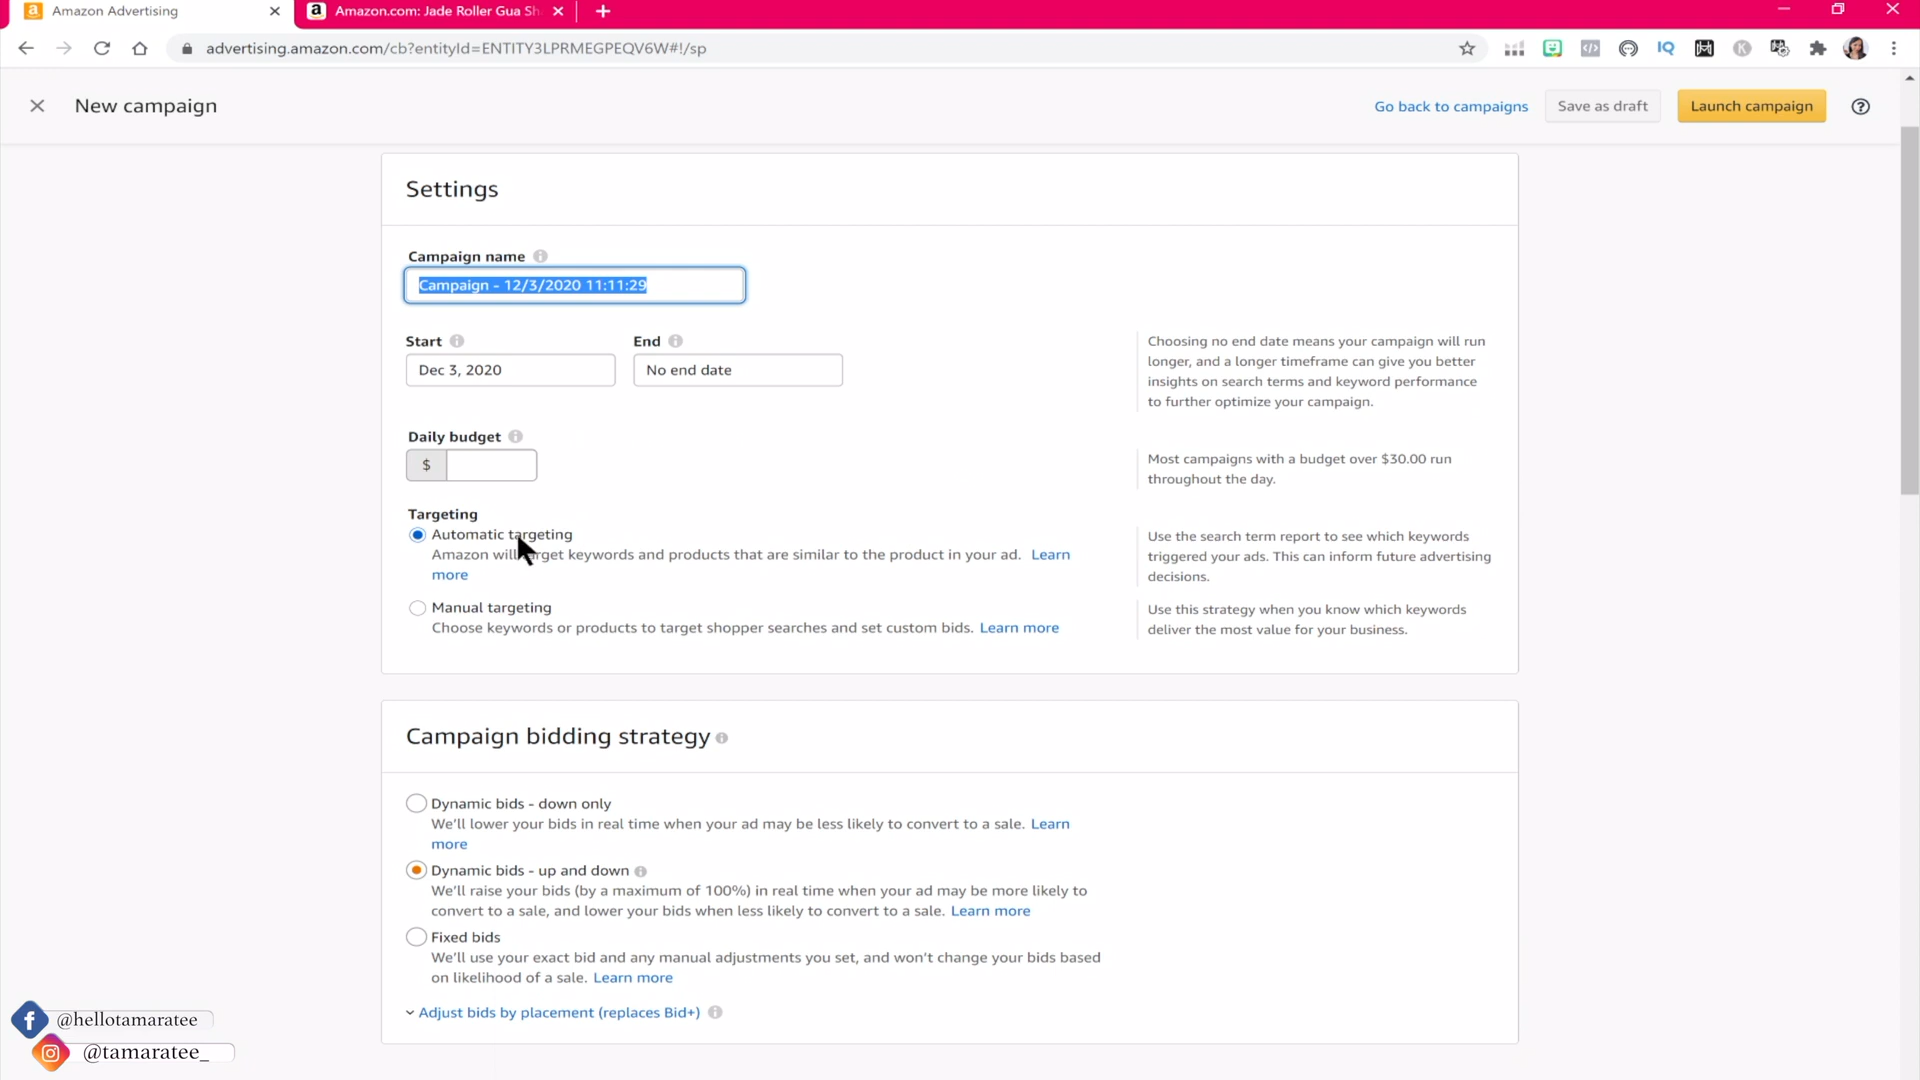 Amazon Advertising
Amazon.com: Jade Roller Gua Sh
advertising.amazon.com/cb?entityId=ENTITY3LPRMEGPEQV6W#!/sp
IQ
K
New campaign
Go back to campaigns
Save as draft
Launch campaign
Settings
Campaign name
Campaign - 12/3/2020 11:11:29
Start
End
Dec 3, 2020
No end date
Choosing no end date means your campaign will run
longer, and a longer timeframe can give you better
insights on search terms and keyword performance
to further optimize your campaign.
Daily budget
$
Most campaigns with a budget over $30.00 run
throughout the day.
Targeting
Automatic targeting
Amazon will target keywords and products that are similar to the product in your ad. Learn
more
Use the search term report to see which keywords
triggered your ads. This can inform future advertising
decisions.
Manual targeting
Choose keywords or products to target shopper searches and set custom bids. Learn more
Use this strategy when you know which keywords
deliver the most value for your business.
Campaign bidding strategy
Dynamic bids - down only
We'll lower your bids in real time when your ad may be less likely to convert to a sale. Learn
more
Dynamic bids - up and down
We'll raise your bids (by a maximum of 100%) in real time when your ad may be more likely to
convert to a sale, and lower your bids when less likely to convert to a sale. Learn more
Fixed bids
We'll use your exact bid and any manual adjustments you set, and won't change your bids based
on likelihood of a sale. Learn more
Adjust bids by placement (replaces Bid+)
@hellotamaratee
@tamaratee_